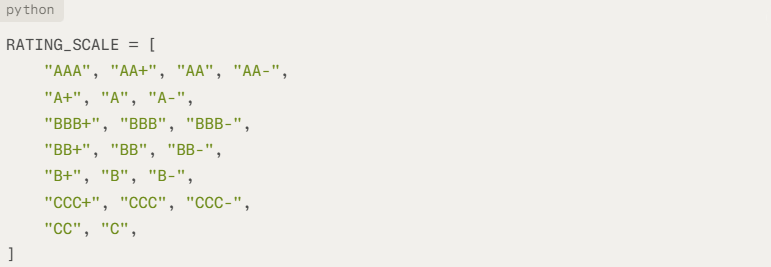 python
RATING_SCALE = [
    "AAA", "AA+", "AA", "AA-",
    "A+", "A", "A-",
    "BBB+", "BBB", "BBB-",
    "BB+", "BB", "BB-",
    "B+", "B", "B-",
    "CCC+", "CCC", "CCC-",
    "CC", "C",
]